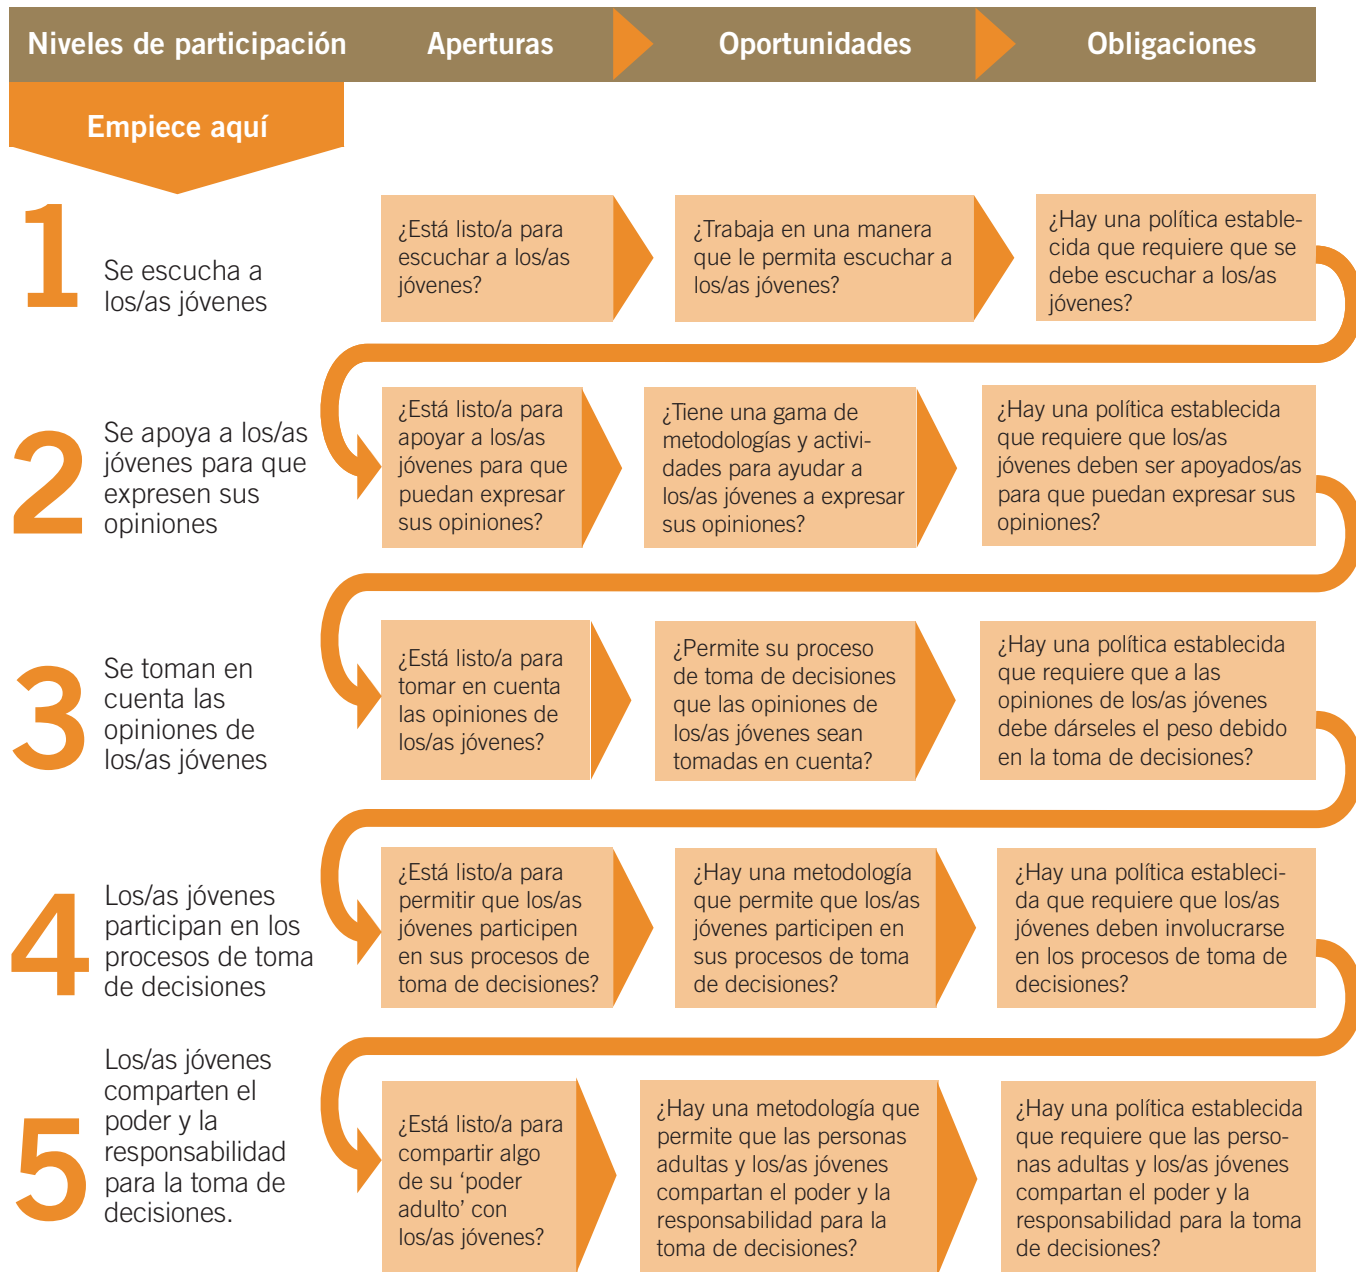 Niveles de participación
Aperturas
Oportunidades
Obligaciones
Empiece aquí
1
Se escucha a
los/as jóvenes
¿Está listo/a para
escuchar a los/as
jóvenes?
¿Trabaja en una manera
que le permita escuchar a
los/as jóvenes?
¿Hay una política estable-
cida que requiere que se
debe escuchar a los/as
jóvenes?
2
Se apoya a los/as
jóvenes para que
expresen sus
opiniones
¿Está listo/a para
apoyar a los/as
jóvenes para que
puedan expresar
sus opiniones?
¿Tiene una gama de
metodologías y activi-
dades para ayudar a
los/as jóvenes a expresar
sus opiniones?
¿Hay una política establecida
que requiere que los/as
jóvenes deben ser apoyados/as
para que puedan expresar sus
opiniones?
3
Se toman en
cuenta las
opiniones de
los/as jóvenes
¿Está listo/a para
tomar en cuenta
las opiniones de
los/as jóvenes?
¿Permite su proceso
de toma de decisiones
que las opiniones de
los/as jóvenes sean
tomadas en cuenta?
¿Hay una política establecida
que requiere que a las
opiniones de los/as jóvenes
debe dárseles el peso debido
en la toma de decisiones?
4
Los/as jóvenes
participan en los
procesos de toma
de decisiones
¿Está listo/a para
permitir que los/as
jóvenes participen
en sus procesos de
toma de decisiones?
¿Hay una metodología
que permite que los/as
jóvenes participen en
sus procesos de toma
de decisiones?
¿Hay una política estableci-
da que requiere que los/as
jóvenes deben involucrarse
en los procesos de toma de
decisiones?
5
Los/as jóvenes
comparten el
poder y la
responsabilidad
para la toma de
decisiones.
¿Está listo/a para
compartir algo
de su ‘poder
adulto’ con
los/as jóvenes?
¿Hay una metodología que
permite que las personas
adultas y los/as jóvenes
compartan el poder y la
responsabilidad para la
toma de decisiones?
¿Hay una política establecida
que requiere que las perso-
nas adultas y los/as jóvenes
compartan el poder y la
responsabilidad para la toma
de decisiones?